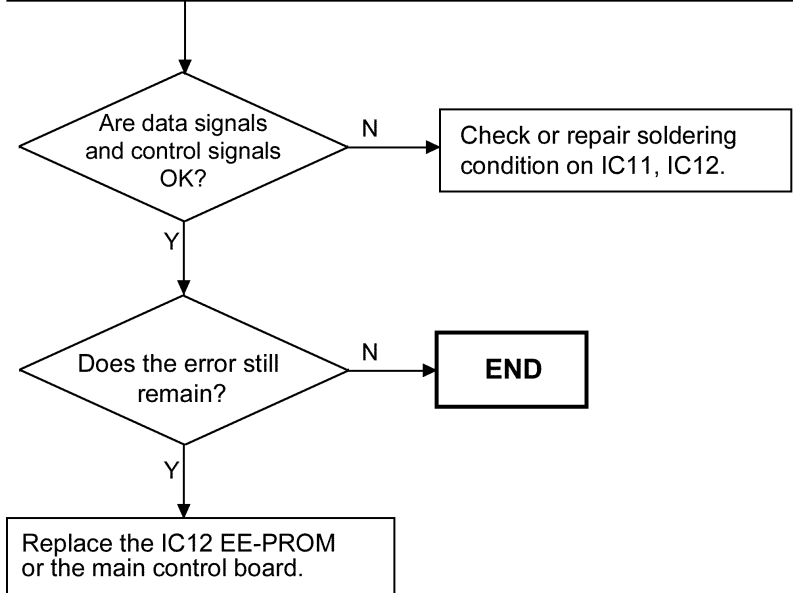 Are data signals
and control signals
OK?
N
Check or repair soldering
condition on IC11, IC12.
Y
Does the error still
remain?
N
END
Y
Replace the IC12 EE-PROM
or the main control board.